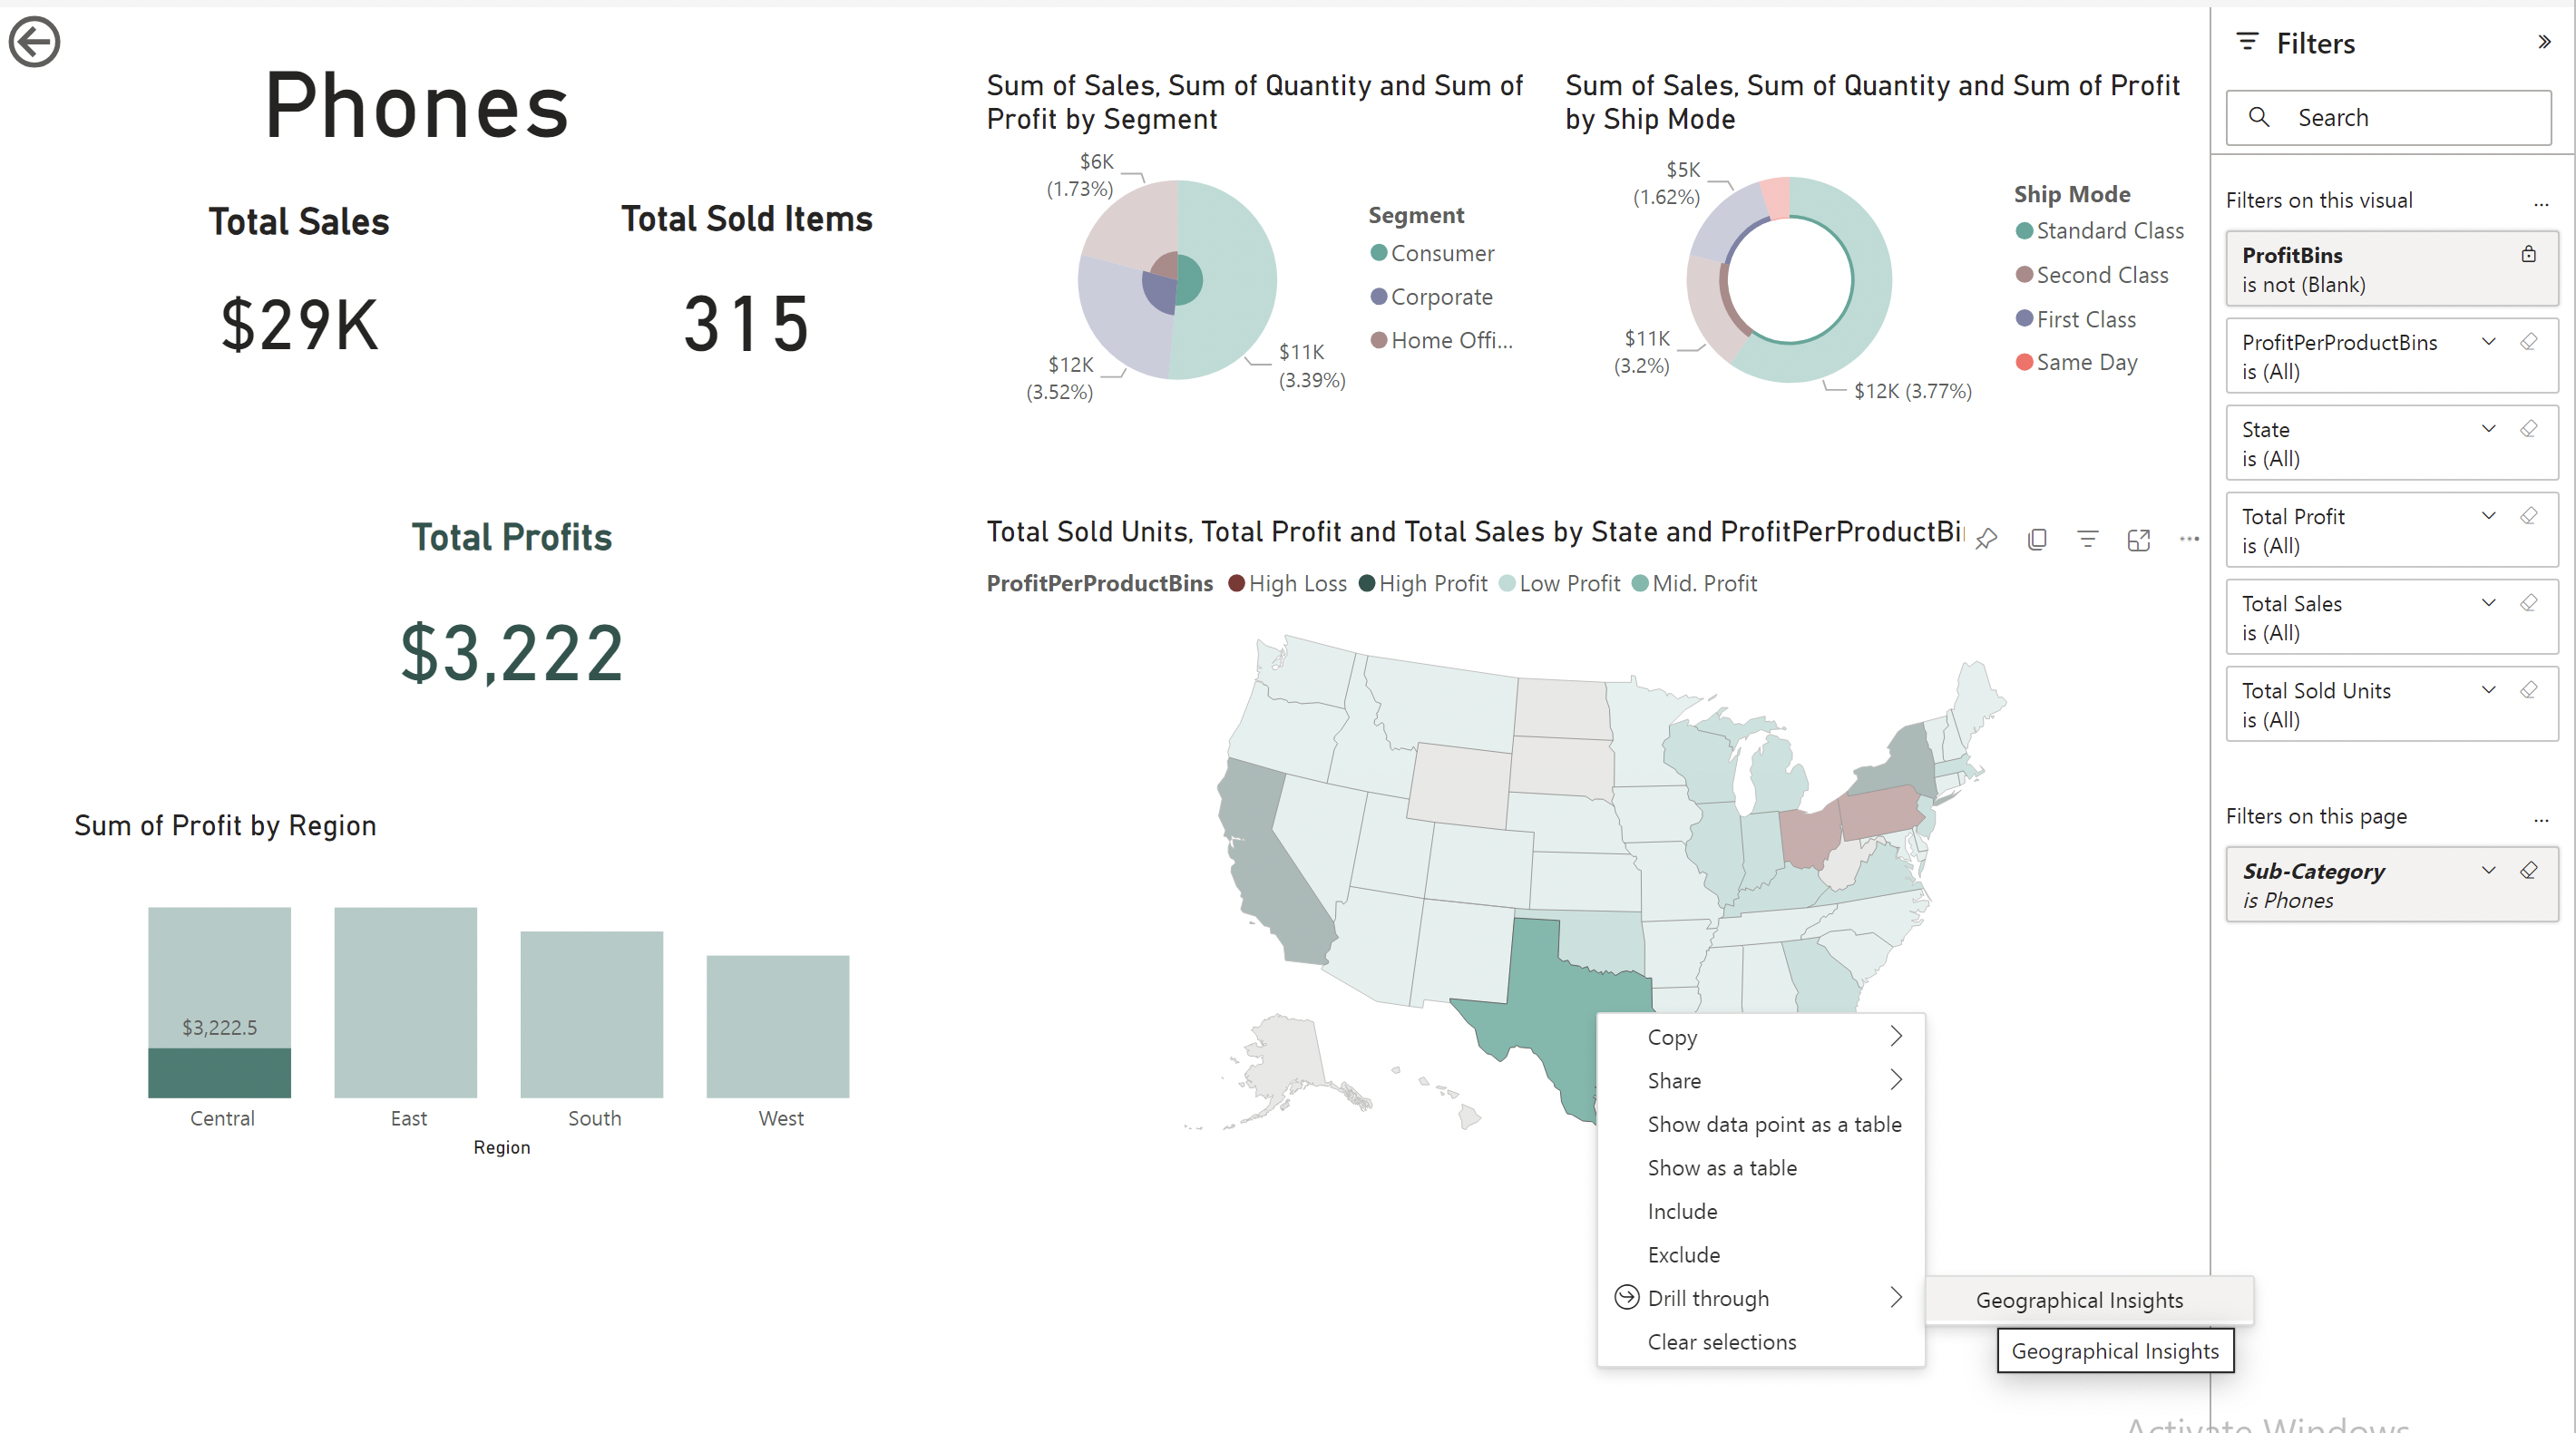 Phones
Total Sales
$29K
Total Sold Items
315
Total Profits
$3,222
Sum of Profit by Region
$3,222.5
Central
East
South
West
Region
Sum of Sales, Sum of Quantity and Sum of
Profit by Segment
$6K
(1.73%)
$12K
(3.52%)
$11K
(3.39%)
Segment
Consumer
Corporate
Home Offi...
Sum of Sales, Sum of Quantity and Sum of Profit
by Ship Mode
$5K
(1.62%)
$11K
(3.2%)
$12K (3.77%)
Ship Mode
Standard Class
Second Class
First Class
Same Day
Total Sold Units, Total Profit and Total Sales by State and ProfitPerProductBi
ProfitPerProductBins High Loss High Profit Low Profit Mid. Profit
Copy
Share
Show data point as a table
Show as a table
Include
Exclude
Drill through
Clear selections
Geographical Insights
Geographical Insights
Filters
Search
Filters on this visual ...
ProfitBins
is not (Blank)
ProfitPerProductBins
is (All)
State
is (All)
Total Profit
is (All)
Total Sales
is (All)
Total Sold Units
is (All)
Filters on this page ...
Sub-Category
is Phones
Activate Windows